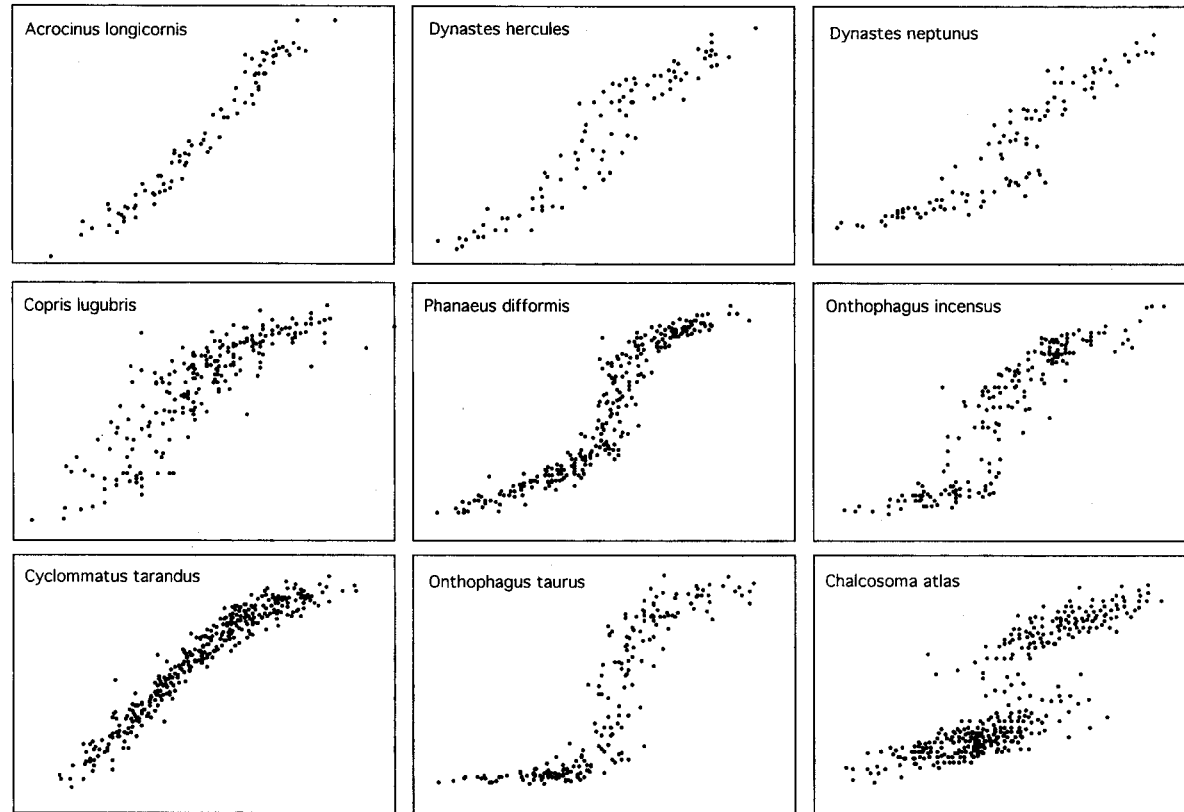 Acrocinus longicornis
Dynastes hercules
Dynastes neptunus
Copris lugubris
Phanaeus difformis
Onthophagus incensus
Cyclommatus tarandus
Onthophagus taurus
Chalcosoma atlas